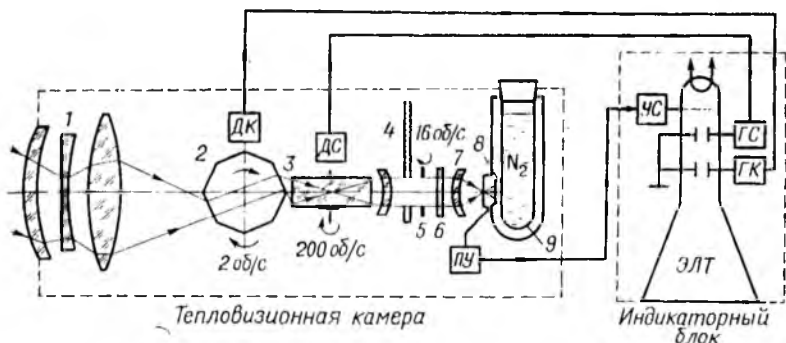 1
2
ДК
3
ДС
4
16 об/с
7
8
N2
УС
ГС
ГК
2 об/с
200 об/с
5
6
ПУ
9
ЭЛТ
Тепловизионная камера
Индикаторный
блок